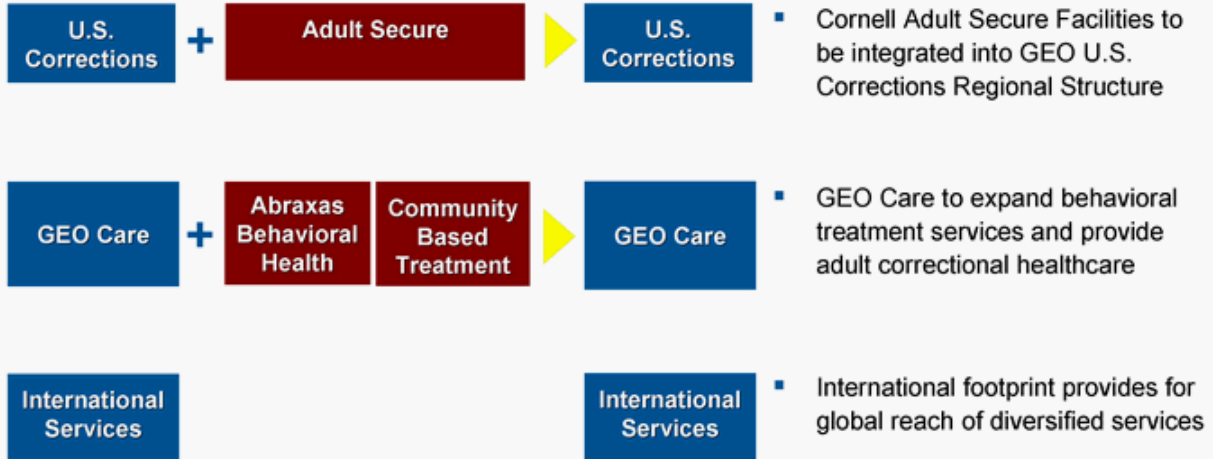 U.S.
Corrections
+
Adult Secure
U.S.
Corrections
▪ Cornell Adult Secure Facilities to
be integrated into GEO U.S.
Corrections Regional Structure
GEO Care
+
Abraxas
Behavioral
Health
Community
Based
Treatment
GEO Care
▪ GEO Care to expand behavioral
treatment services and provide
adult correctional healthcare
International
Services
International
Services
▪ International footprint provides for
global reach of diversified services